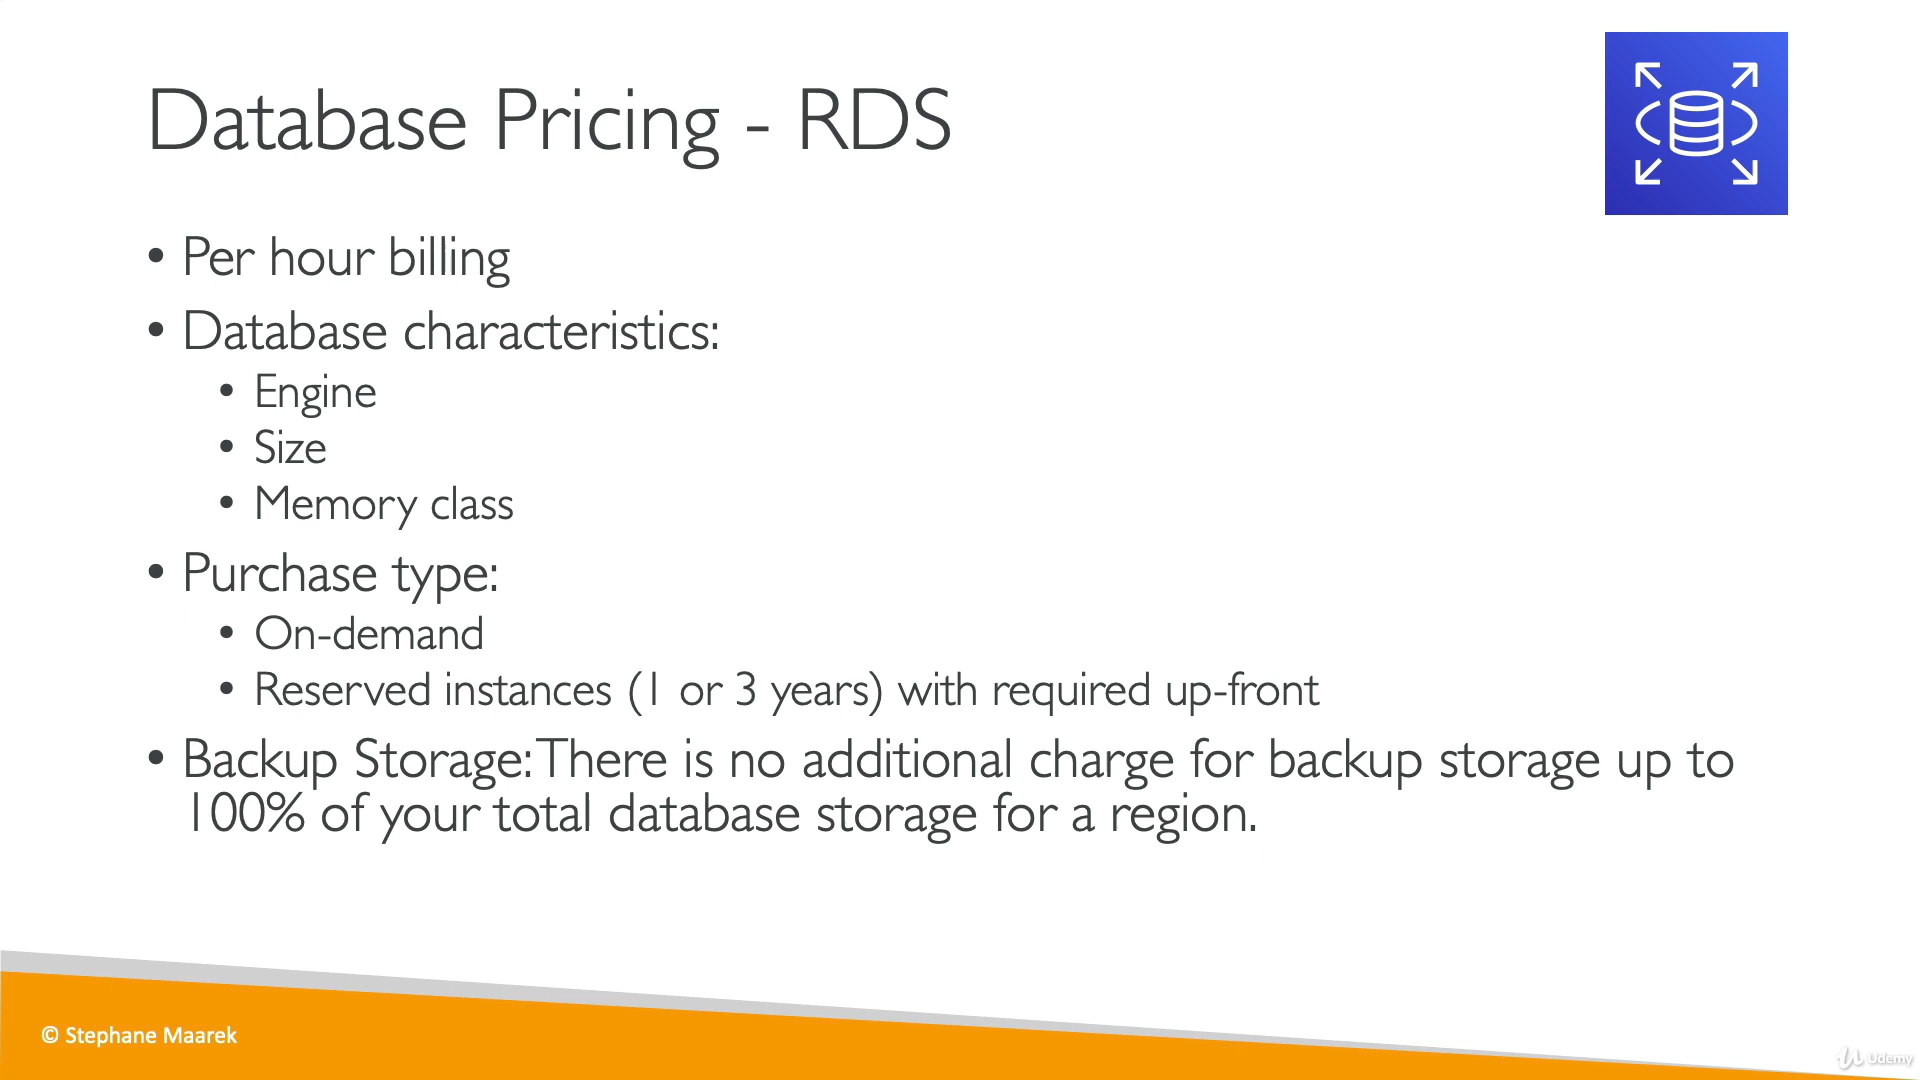 Database Pricing - RDS
• Per hour billing
• Database characteristics:
• Engine
• Size
• Memory class
• Purchase type:
• On-demand
• Reserved instances (1 or 3 years) with required up-front
• Backup Storage: There is no additional charge for backup storage up to
100% of your total database storage for a region.
© Stephane Maarek
Udemy